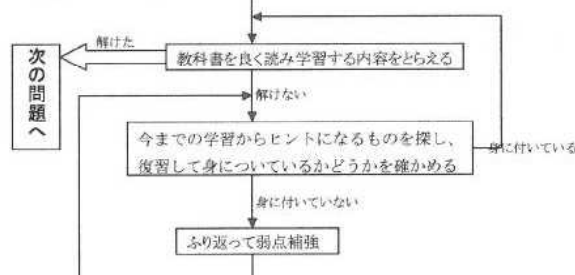 解けた
次の問題へ
教科書を良く読み学習する内容をとらえる
解けない
今までの学習からヒントになるものを探し、
復習して身についているかどうかを確かめる
身に付いている
身に付いていない
ふり返って弱点補強